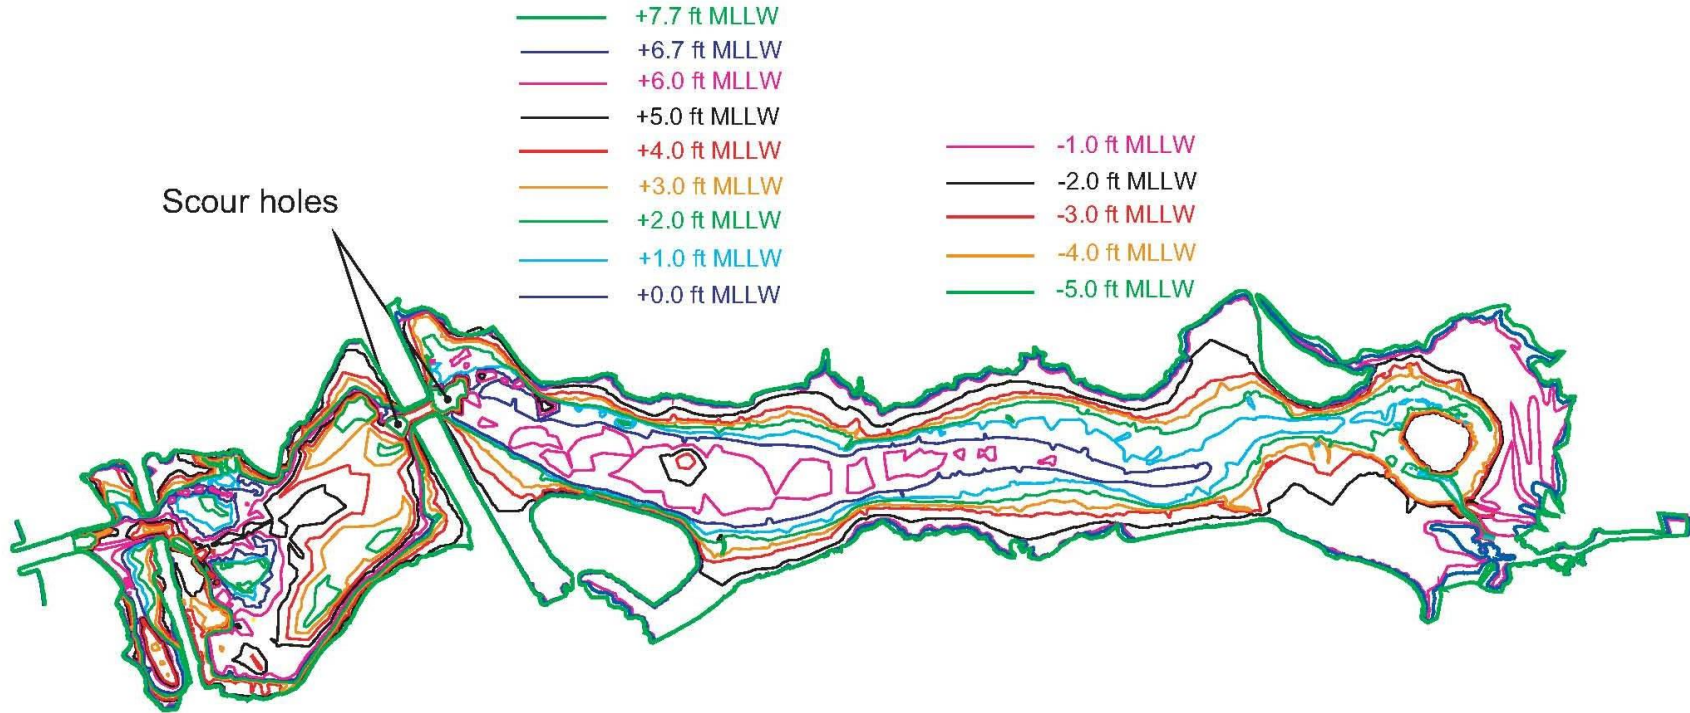 +7.7 ft MLLW
+6.7 ft MLLW
+6.0 ft MLLW
+5.0 ft MLLW
+4.0 ft MLLW
+3.0 ft MLLW
+2.0 ft MLLW
+1.0 ft MLLW
+0.0 ft MLLW
-1.0 ft MLLW
-2.0 ft MLLW
-3.0 ft MLLW
-4.0 ft MLLW
-5.0 ft MLLW
Scour holes